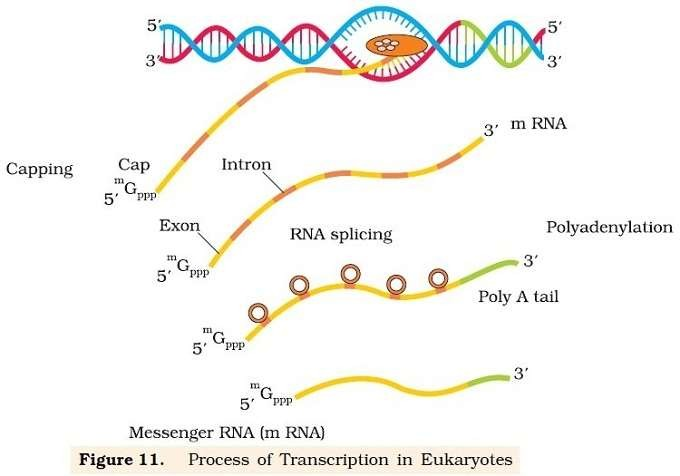 5′ 5′
3′ 3′
3′ m RNA
Capping Cap Intron
mGppp
5′
Exon
RNA splicing Polyadenylation
mGppp
5′
3′
Poly A tail
mGppp
5′
3′
mGppp
5′
Messenger RNA (m RNA)
Figure 11. Process of Transcription in Eukaryotes